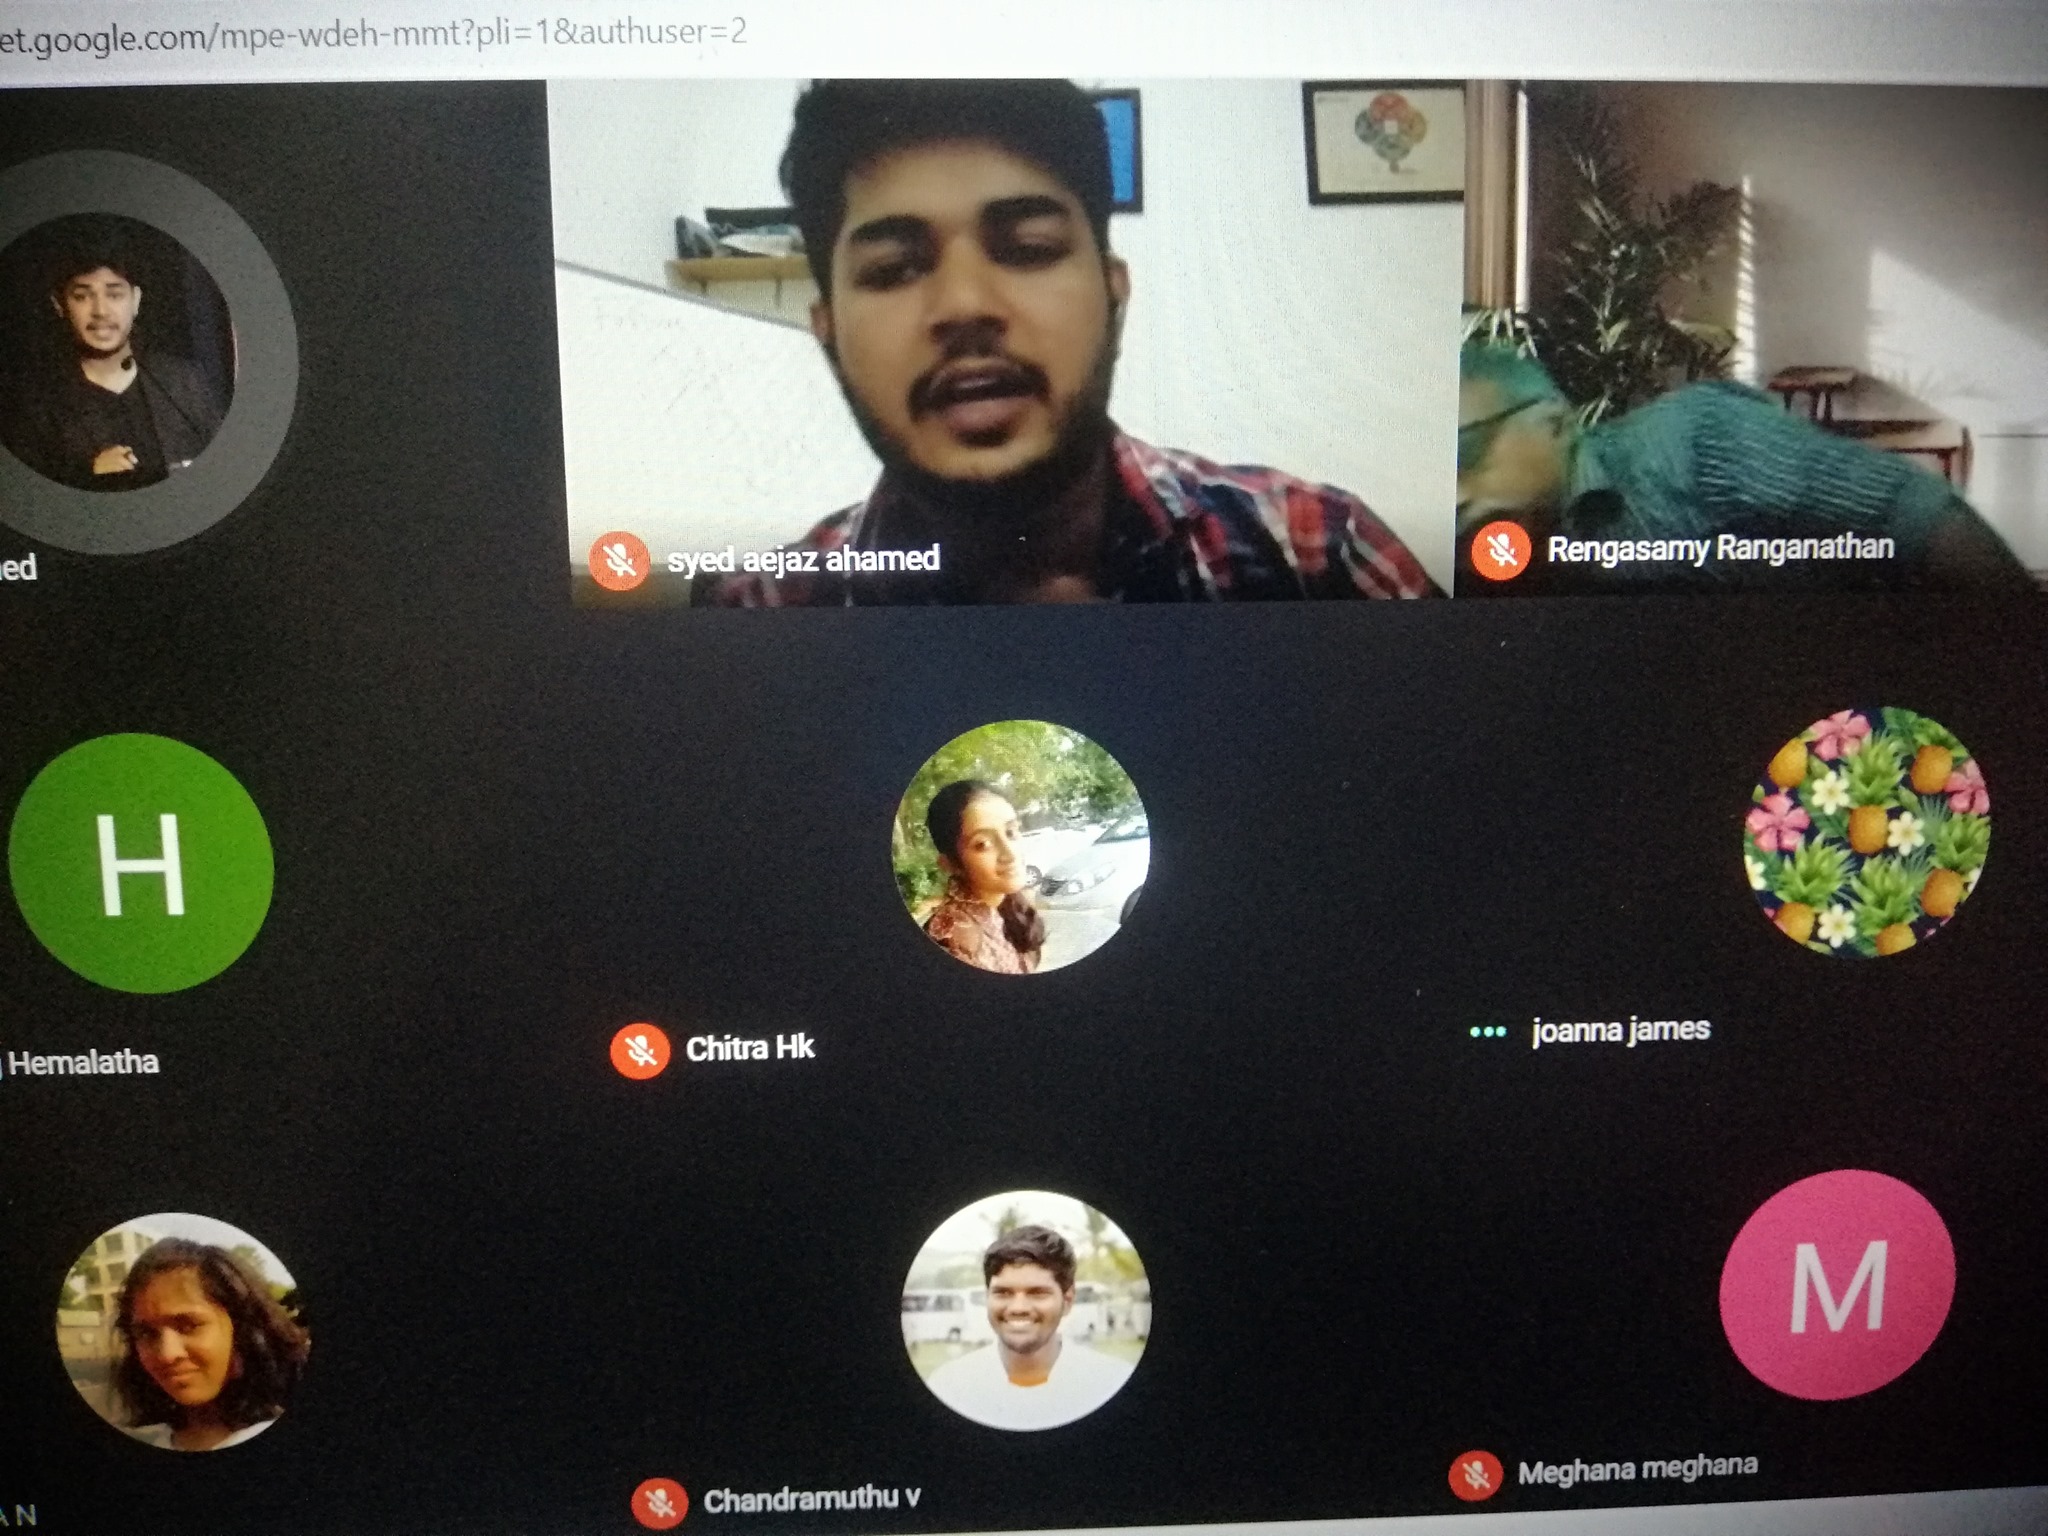 et.google.com/mpe-wdeh-mmt?pli=1&authuser=2
ed
syed aejaz ahamed
Rengasamy Ranganathan
H
Hemalatha
Chitra Hk
joanna james
M
A N
Chandramuthu v
Meghana meghana